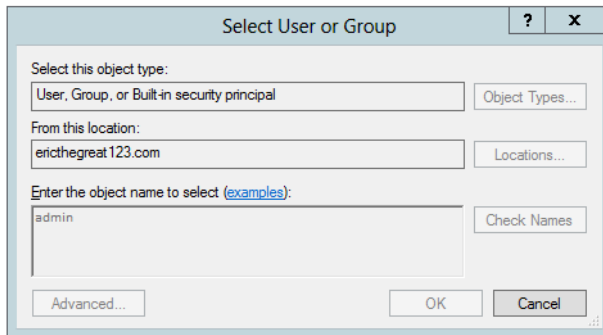 Select User or Group
? x
Select this object type:
User, Group, or Built-in security principal
Object Types...
From this location:
ericthegreat123.com
Locations...
Enter the object name to select (examples):
admin
Check Names
Advanced...
OK
Cancel